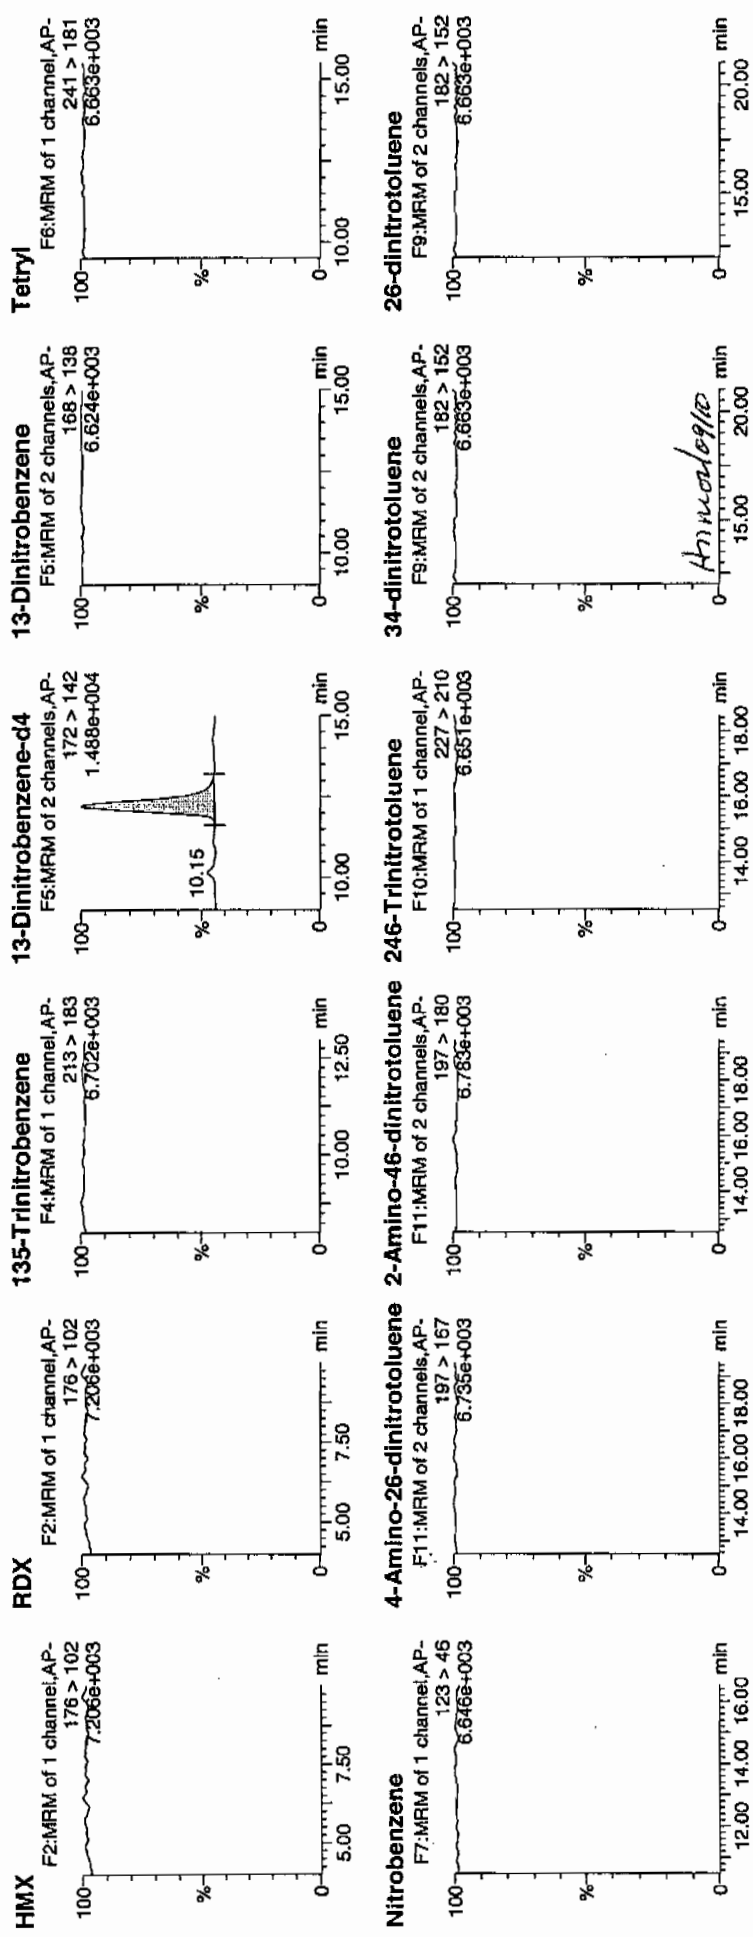 HMX
F2:MRM of 1 channel,AP-
176 > 102
7.206e+003
100
%
0
5.00
7.50
min
RDX
F2:MRM of 1 channel,AP-
176 > 102
7.206e+003
100
%
0
5.00
7.50
min
135-Trinitrobenzene
F4:MRM of 1 channel,AP-
213 > 183
6.702e+003
100
%
0
10.00
12.50
min
13-Dinitrobenzene-d4
F5:MRM of 2 channels,AP-
172 > 142
1.488e+004
100
%
10.15
0
10.00
15.00
min
13-Dinitrobenzene
F5:MRM of 2 channels,AP-
168 > 138
6.624e+003
100
%
0
10.00
15.00
min
Tetryl
F6:MRM of 1 channel,AP-
241 > 181
6.663e+003
100
%
0
10.00
15.00
min
Nitrobenzene
F7:MRM of 1 channel,AP-
123 > 46
6.646e+003
100
%
0
12.00
14.00
16.00
min
4-Amino-26-dinitrotoluene
F11:MRM of 2 channels,AP-
197 > 167
6.735e+003
100
%
0
14.00
16.00
18.00
min
2-Amino-46-dinitrotoluene
F11:MRM of 2 channels,AP-
197 > 180
6.783e+003
100
%
0
14.00
16.00
18.00
min
246-Trinitrotoluene
F10:MRM of 1 channel,AP-
227 > 210
6.651e+003
100
%
0
14.00
16.00
18.00
min
34-dinitrotoluene
F9:MRM of 2 channels,AP-
182 > 152
6.663e+003
100
%
0
15.00
20.00
min
26-dinitrotoluene
F9:MRM of 2 channels,AP-
182 > 152
6.663e+003
100
%
0
15.00
20.00
min